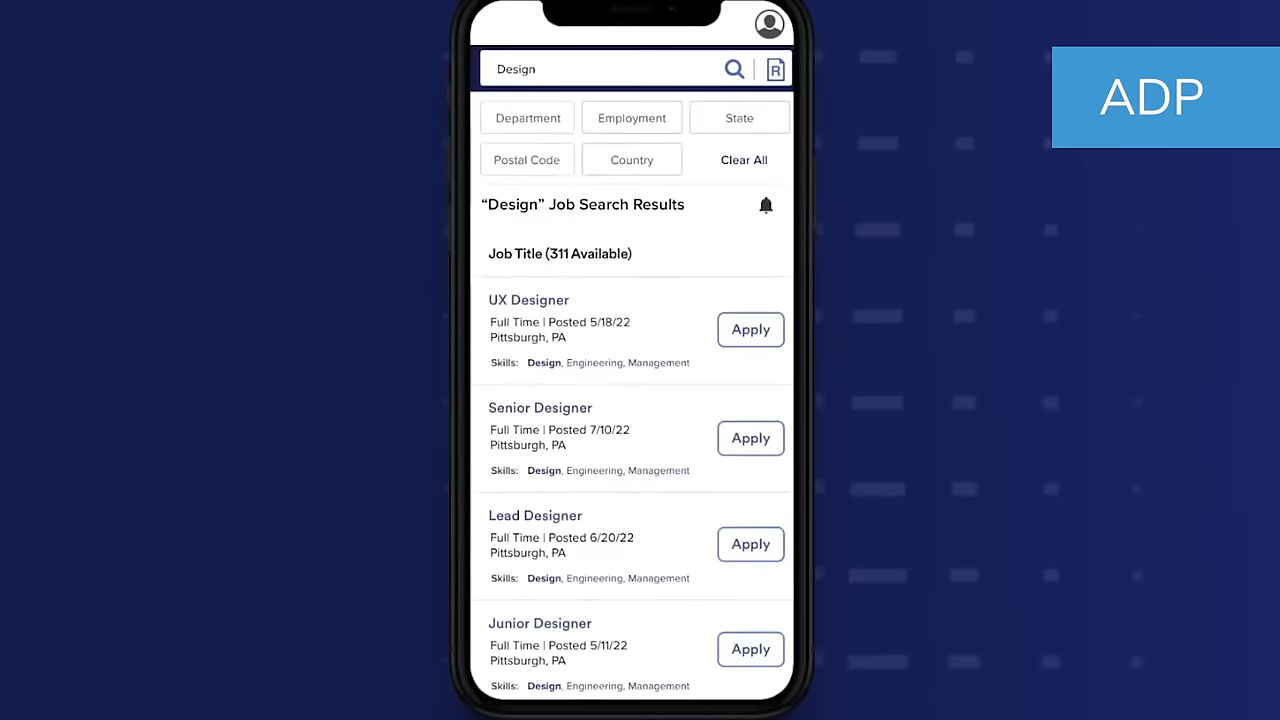 ADP
Design
R
Department
Employment
State
Postal Code
Country
Clear All
“Design” Job Search Results
Job Title (311 Available)
UX Designer
Full Time | Posted 5/18/22
Pittsburgh, PA
Apply
Skills: Design, Engineering, Management
Senior Designer
Full Time | Posted 7/10/22
Pittsburgh, PA
Apply
Skills: Design, Engineering, Management
Lead Designer
Full Time | Posted 6/20/22
Pittsburgh, PA
Apply
Skills: Design, Engineering, Management
Junior Designer
Full Time | Posted 5/11/22
Pittsburgh, PA
Apply
Skills: Design, Engineering, Management